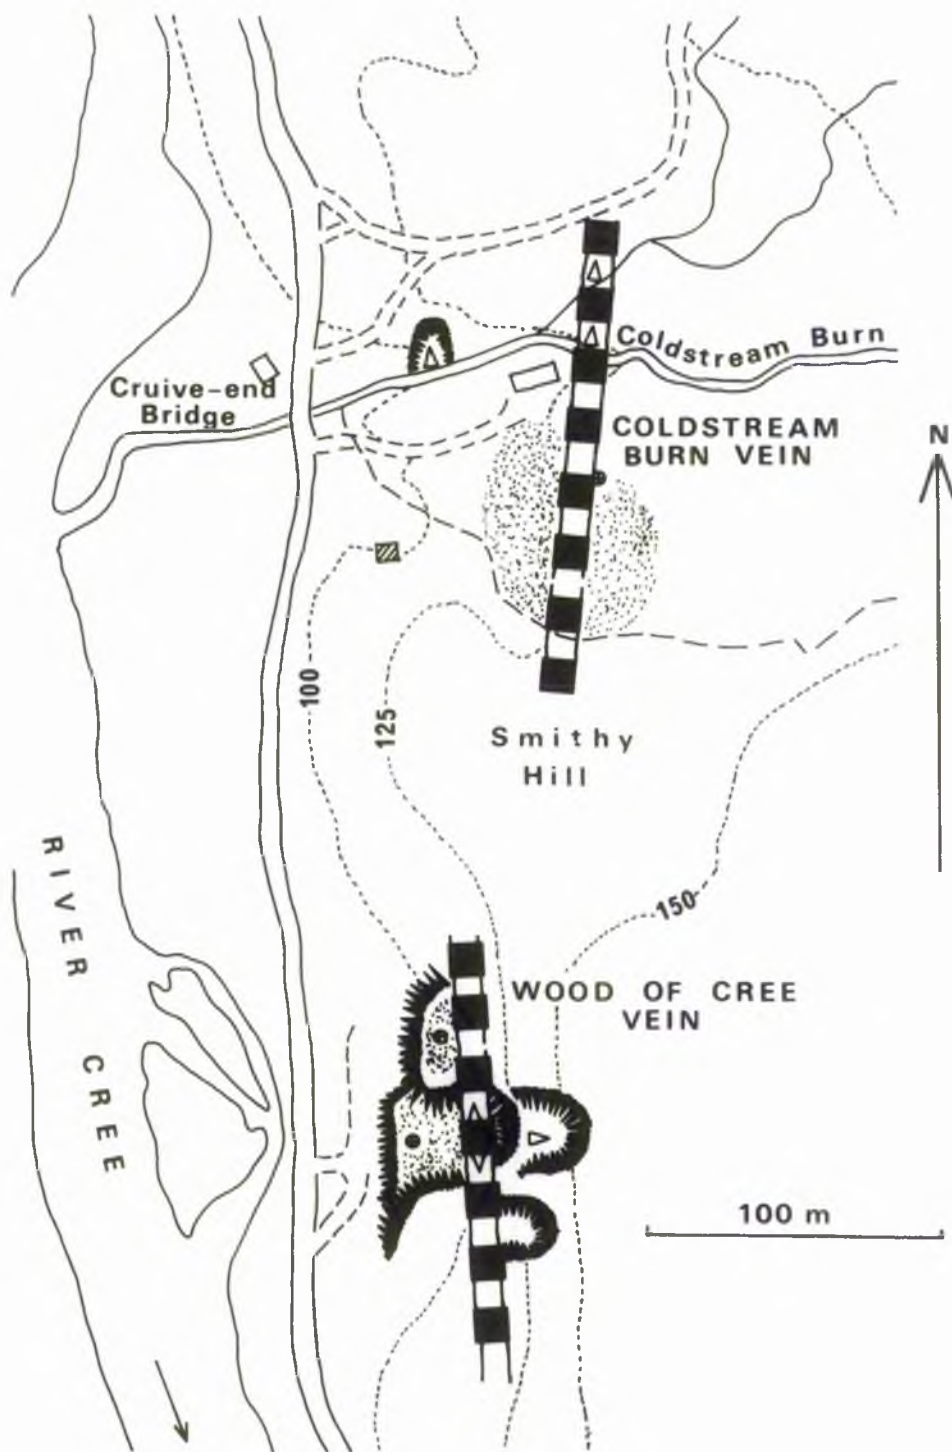 Coldstream Burn
Cruive-end
Bridge
COLDSTREAM
BURN VEIN
N
100
125
Smithy
Hill
150
RIVER CREE
WOOD OF CREE
VEIN
100 m